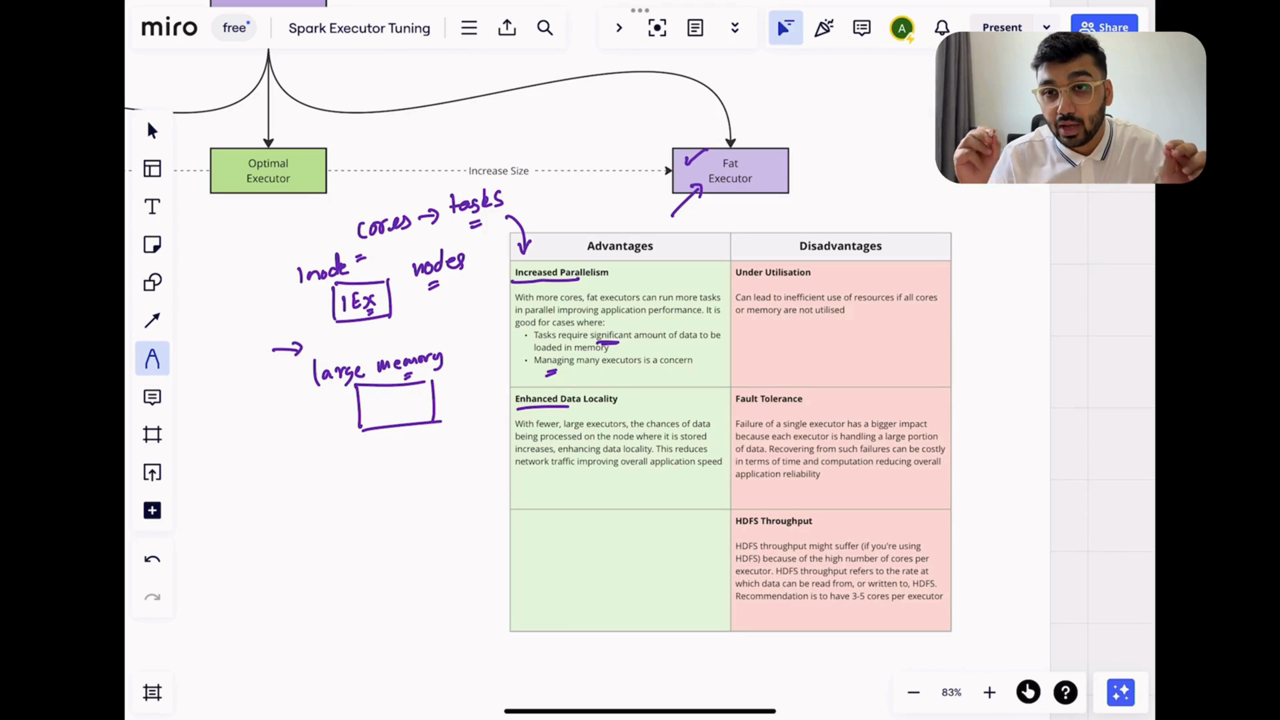 miro
free
Spark Executor Tuning
Present
Share
A
Optimal
Executor
Increase Size
Fat
Executor
cores → tasks
1 node
nodes
1 Ex
large memory
Advantages
Disadvantages
Increased Parallelism
With more cores, fat executors can run more tasks
in parallel improving application performance. It is
good for cases where:
• Tasks require significant amount of data to be
loaded in memory
• Managing many executors is a concern
Under Utilisation
Can lead to inefficient use of resources if all cores
or memory are not utilised
Enhanced Data Locality
With fewer, large executors, the chances of data
being processed on the node where it is stored
increases, enhancing data locality. This reduces
network traffic improving overall application speed
Fault Tolerance
Failure of a single executor has a bigger impact
because each executor is handling a large portion
of data. Recovering from such failures can be costly
in terms of time and computation reducing overall
application reliability
HDFS Throughput
HDFS throughput might suffer (if you're using
HDFS) because of the high number of cores per
executor. HDFS throughput refers to the rate at
which data can be read from, or written to, HDFS.
Recommendation is to have 3-5 cores per executor
83%